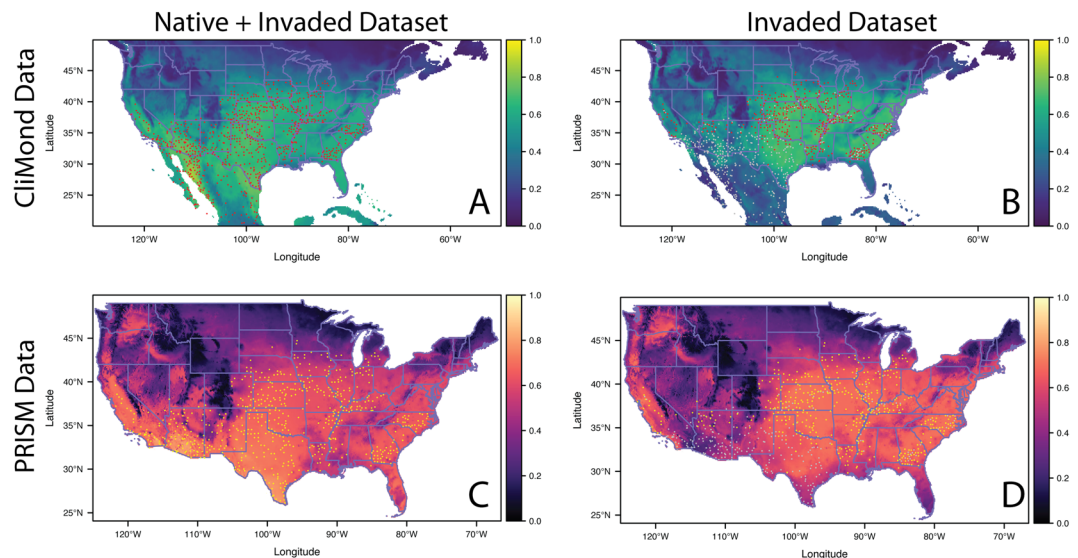 Native + Invaded Dataset
Invaded Dataset
CliMond Data
PRISM Data
Latitude
45°N
40°N
35°N
30°N
25°N
120°W
100°W
80°W
60°W
Longitude
1.0
0.8
0.6
0.4
0.2
0.0
A
Latitude
45°N
40°N
35°N
30°N
25°N
120°W
100°W
80°W
60°W
Longitude
1.0
0.8
0.6
0.4
0.2
0.0
B
Latitude
45°N
40°N
35°N
30°N
25°N
120°W
110°W
100°W
90°W
80°W
70°W
Longitude
1.0
0.8
0.6
0.4
0.2
0.0
C
Latitude
45°N
40°N
35°N
30°N
25°N
120°W
110°W
100°W
90°W
80°W
70°W
Longitude
1.0
0.8
0.6
0.4
0.2
0.0
D